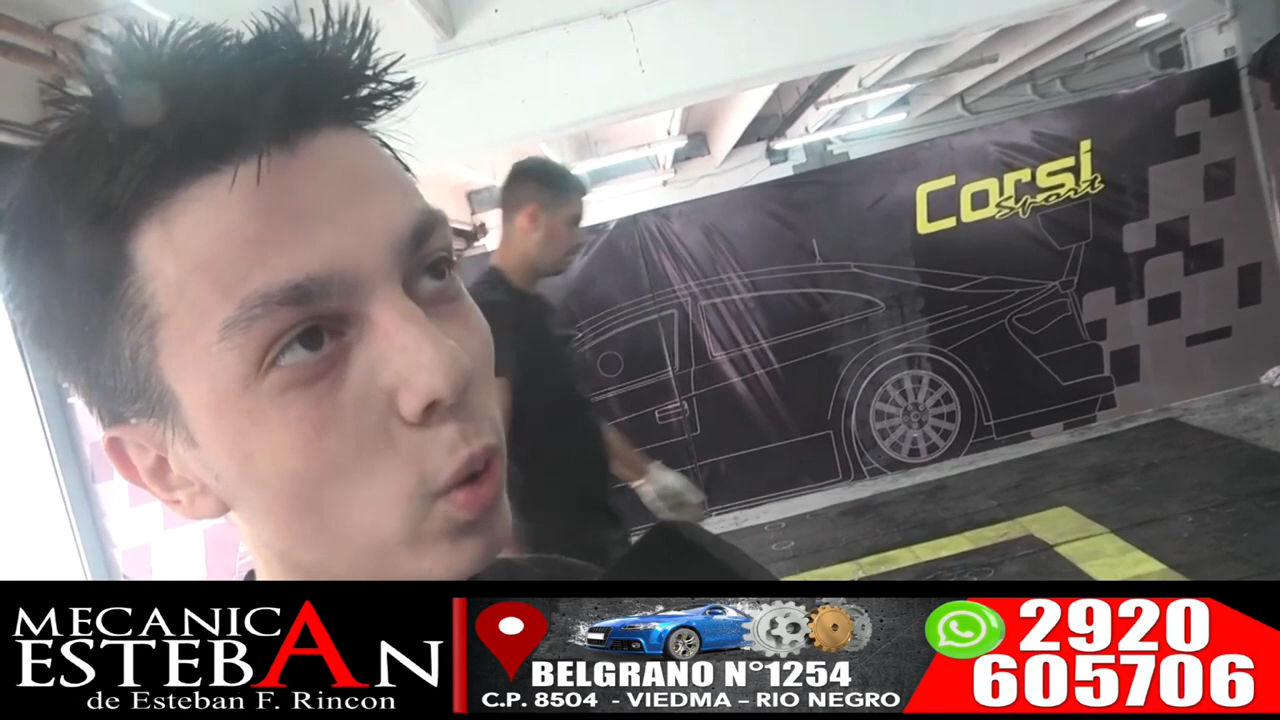 Corsi
Sport
MECANICA
ESTEBAN
de Esteban F. Rincon
BELGRANO N°1254
C.P. 8504 - VIEDMA – RIO NEGRO
2920
605706